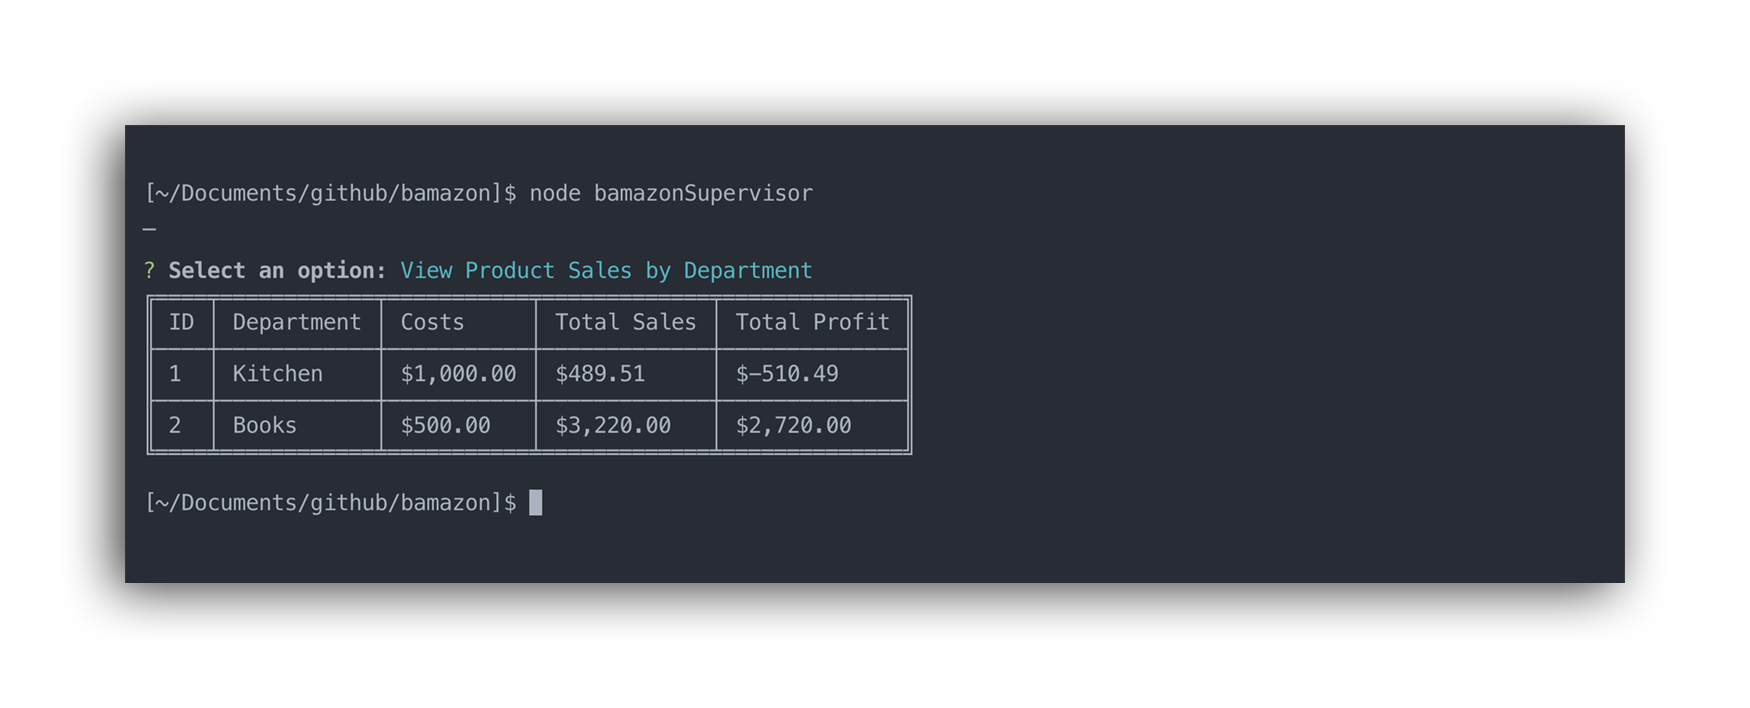 [~/Documents/github/bamazon]$ node bamazonSupervisor
—
? Select an option: View Product Sales by Department
ID Department Costs Total Sales Total Profit
1 Kitchen $1,000.00 $489.51 $-510.49
2 Books $500.00 $3,220.00 $2,720.00
[~/Documents/github/bamazon]$